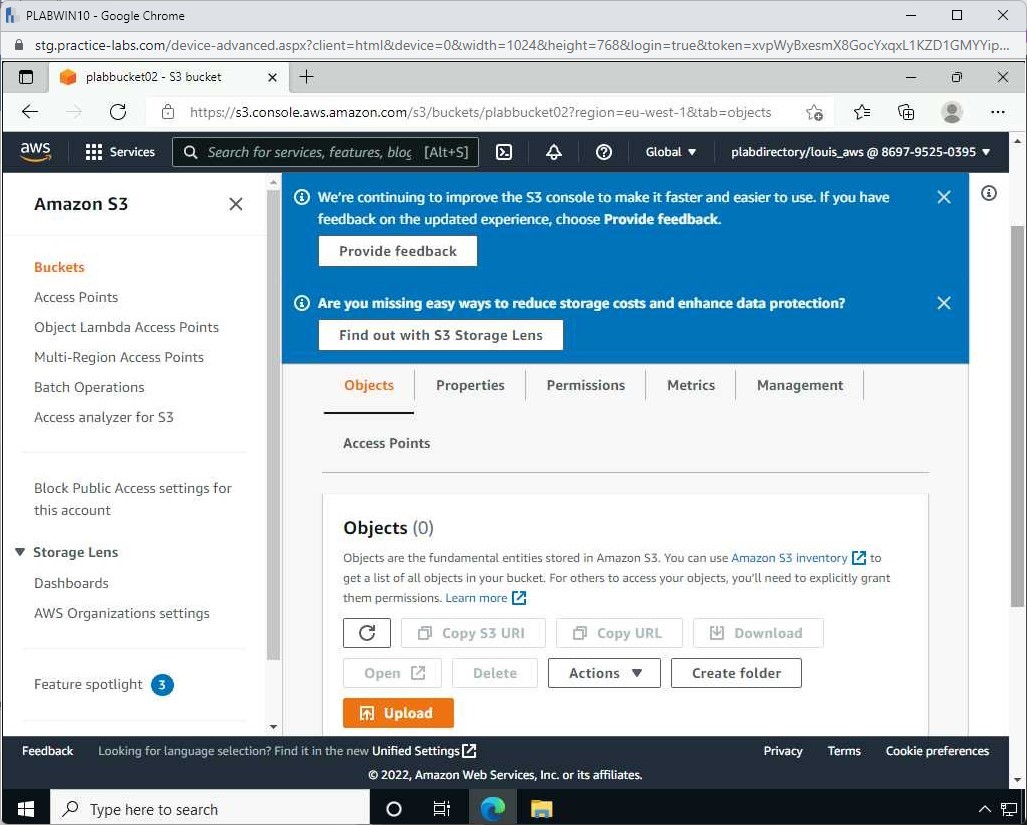 PLABWIN10 - Google Chrome
stg.practice-labs.com/device-advanced.aspx?client=html&device=0&width=1024&height=768&login=true&token=xvpWyBxesmX8GocYxqxL1KZD1GMYYip...
plabbucket02 - S3 bucket
https://s3.console.aws.amazon.com/s3/buckets/plabbucket02?region=eu-west-1&tab=objects
aws
Services
Search for services, features, blog
[Alt+S]
Global
plabdirectory/louis_aws @ 8697-9525-0395
Amazon S3
Buckets
Access Points
Object Lambda Access Points
Multi-Region Access Points
Batch Operations
Access analyzer for S3
Block Public Access settings for
this account
Storage Lens
Dashboards
AWS Organizations settings
Feature spotlight 3
We're continuing to improve the S3 console to make it faster and easier to use. If you have
feedback on the updated experience, choose Provide feedback.
Provide feedback
Are you missing easy ways to reduce storage costs and enhance data protection?
Find out with S3 Storage Lens
Objects
Properties
Permissions
Metrics
Management
Access Points
Objects (0)
Objects are the fundamental entities stored in Amazon S3. You can use Amazon S3 inventory to
get a list of all objects in your bucket. For others to access your objects, you'll need to explicitly grant
them permissions. Learn more
Copy S3 URI
Copy URL
Download
Open
Delete
Actions
Create folder
Upload
Feedback
Looking for language selection? Find it in the new Unified Settings
Privacy
Terms
Cookie preferences
© 2022, Amazon Web Services, Inc. or its affiliates.
Type here to search